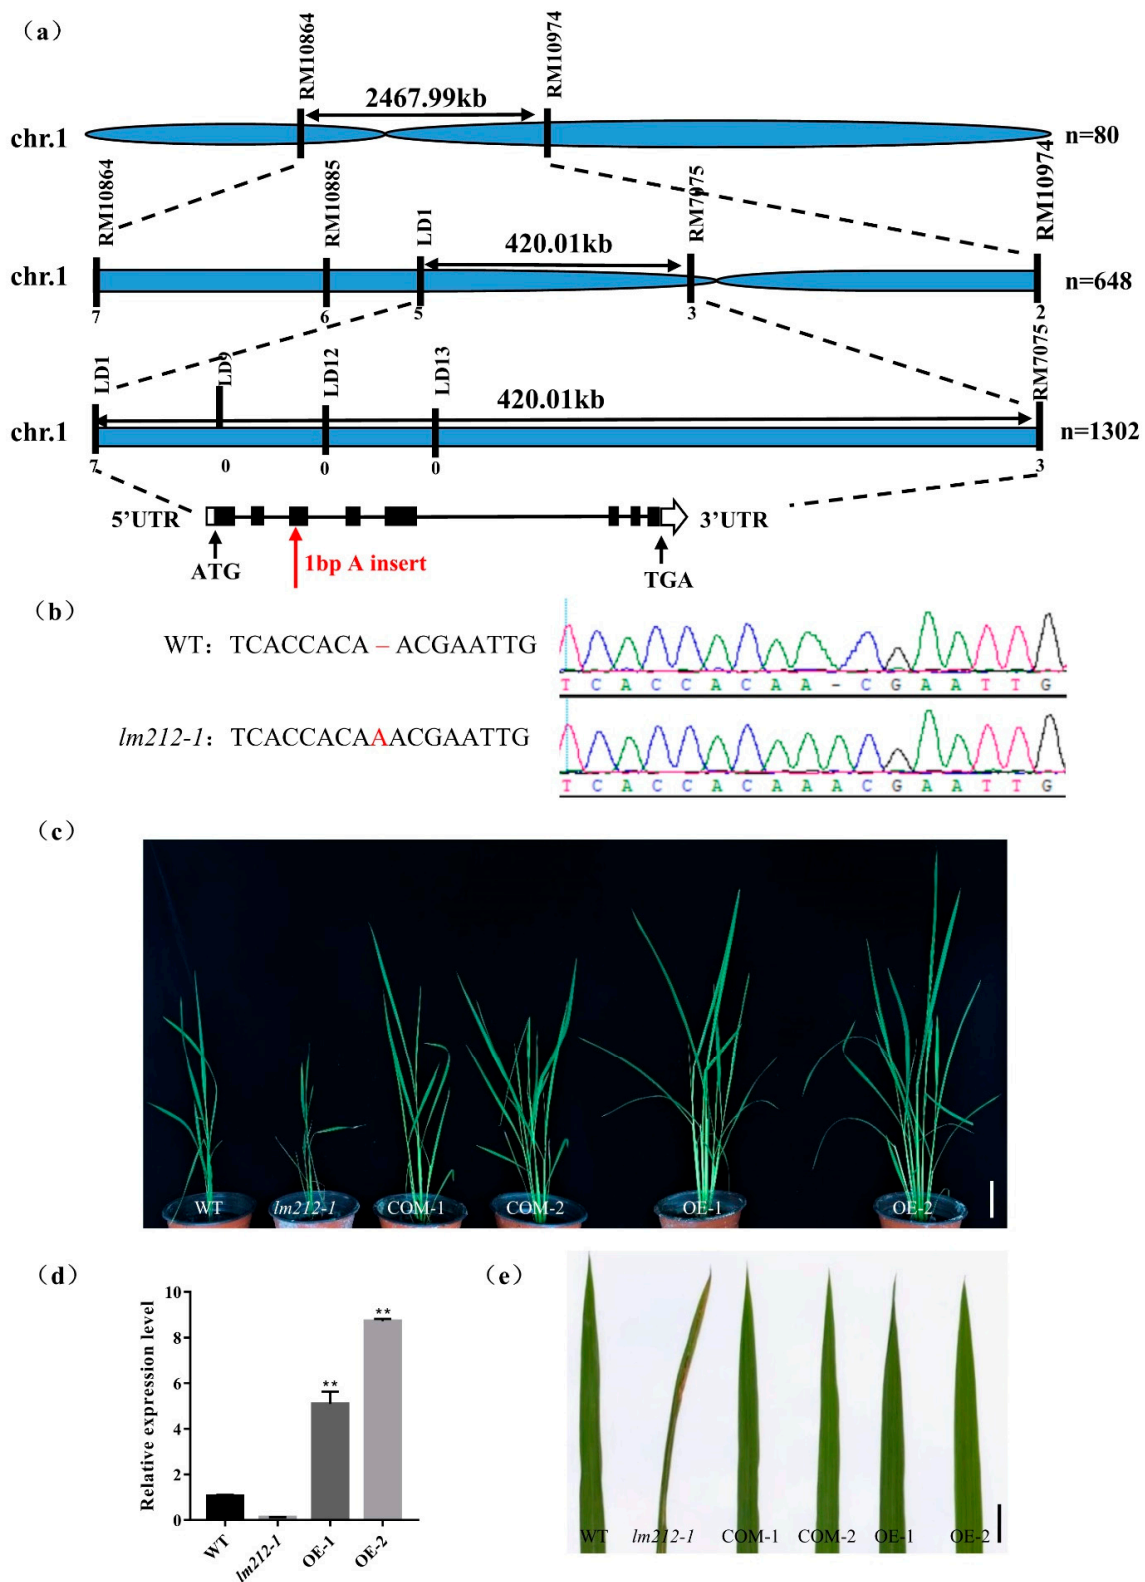 (a)
RM10864
RM10974
2467.99kb
chr.1
n=80
RM10864
RM10885
LD1
RM7075
RM10974
420.01kb
chr.1
n=648
7
6
5
3
2
LD1
LD9
LD12
LD13
RM7075
420.01kb
chr.1
n=1302
7
0
0
0
3
5'UTR
3'UTR
ATG
1bp A insert
TGA
(b)
WT: TCACCACA – ACGAATTG
T C A C C A C A A - C G A A T T G
lm212-1: TCACCACAAACGAATTG
T C A C C A C A A A C G A A T T G
(c)
WT
lm212-1
COM-1
COM-2
OE-1
OE-2
(d)
Relative expression level
10
8
6
4
2
0
**
**
WT
lm212-1
OE-1
OE-2
(e)
WT
lm212-1
COM-1
COM-2
OE-1
OE-2